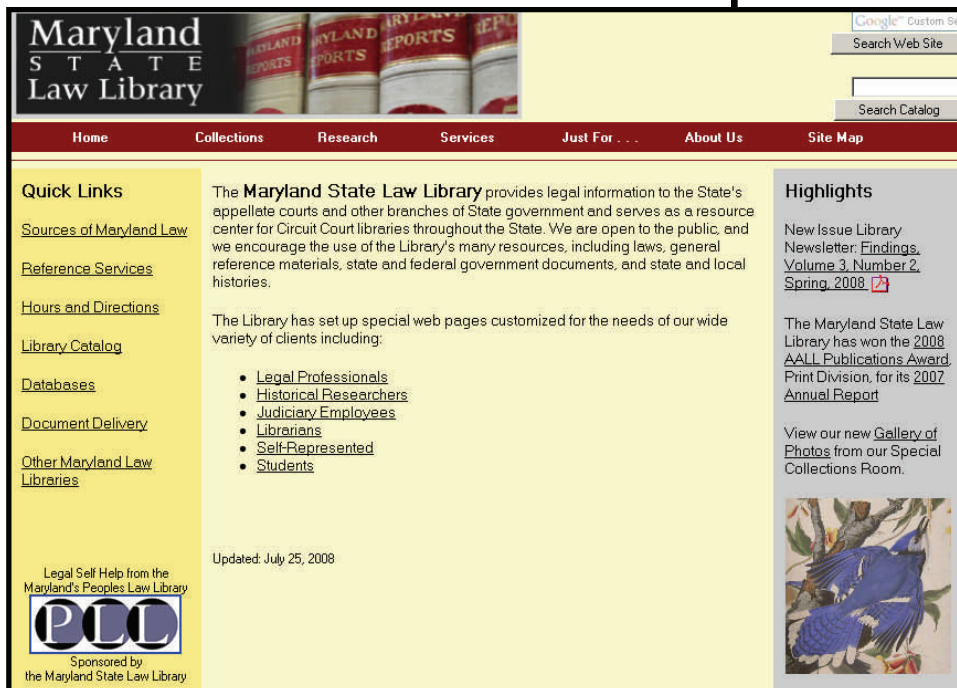 Maryland
STATE
Law Library
MARYLAND
REPORTS
MARYLAND
REPORTS
MARYLAND
REPORTS
REPORTS
Google™ Custom Se
Search Web Site
Search Catalog
Home Collections Research Services Just For . . . About Us Site Map
Quick Links
Sources of Maryland Law
Reference Services
Hours and Directions
Library Catalog
Databases
Document Delivery
Other Maryland Law
Libraries
Legal Self Help from the
Maryland's Peoples Law Library
PLL
Sponsored by
the Maryland State Law Library
The Maryland State Law Library provides legal information to the State's
appellate courts and other branches of State government and serves as a resource
center for Circuit Court libraries throughout the State. We are open to the public, and
we encourage the use of the Library's many resources, including laws, general
reference materials, state and federal government documents, and state and local
histories.
The Library has set up special web pages customized for the needs of our wide
variety of clients including:
• Legal Professionals
• Historical Researchers
• Judiciary Employees
• Librarians
• Self-Represented
• Students
Updated: July 25, 2008
Highlights
New Issue Library
Newsletter: Findings,
Volume 3, Number 2,
Spring, 2008
The Maryland State Law
Library has won the 2008
AALL Publications Award,
Print Division, for its 2007
Annual Report
View our new Gallery of
Photos from our Special
Collections Room.